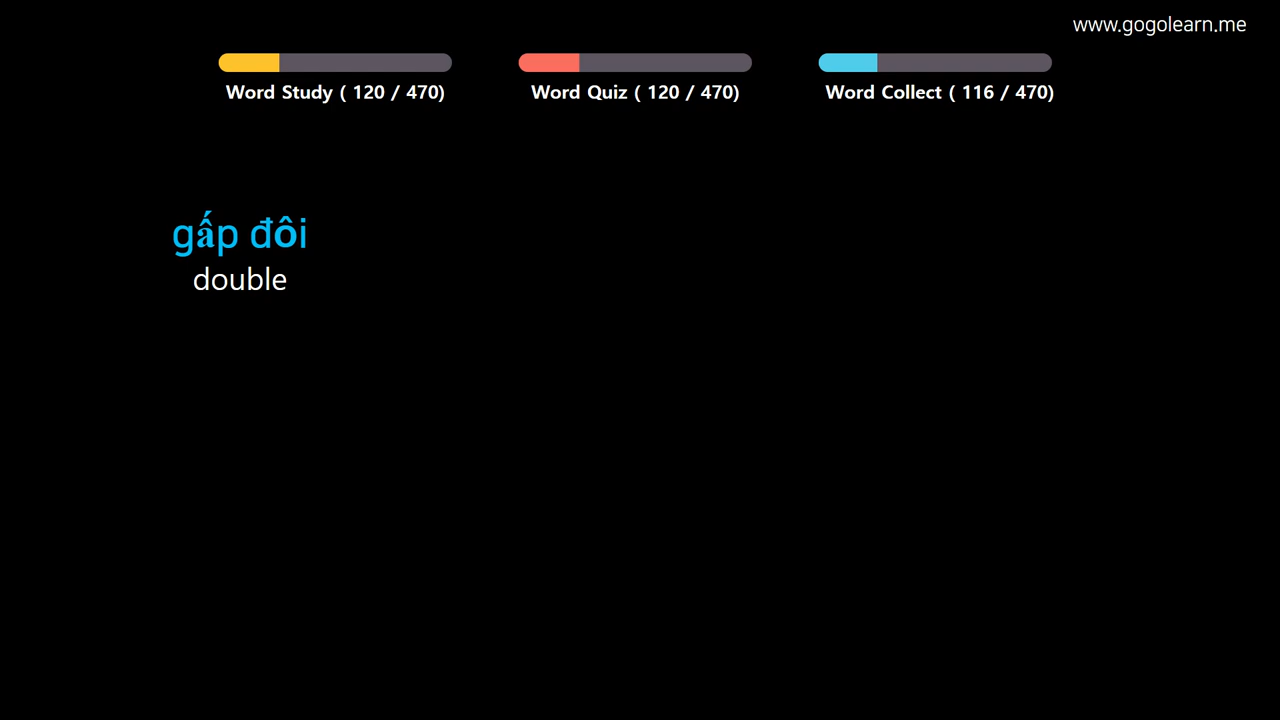 www.gogolearn.me
Word Study ( 120 / 470)
Word Quiz ( 120 / 470)
Word Collect ( 116 / 470)
gấp đôi
double